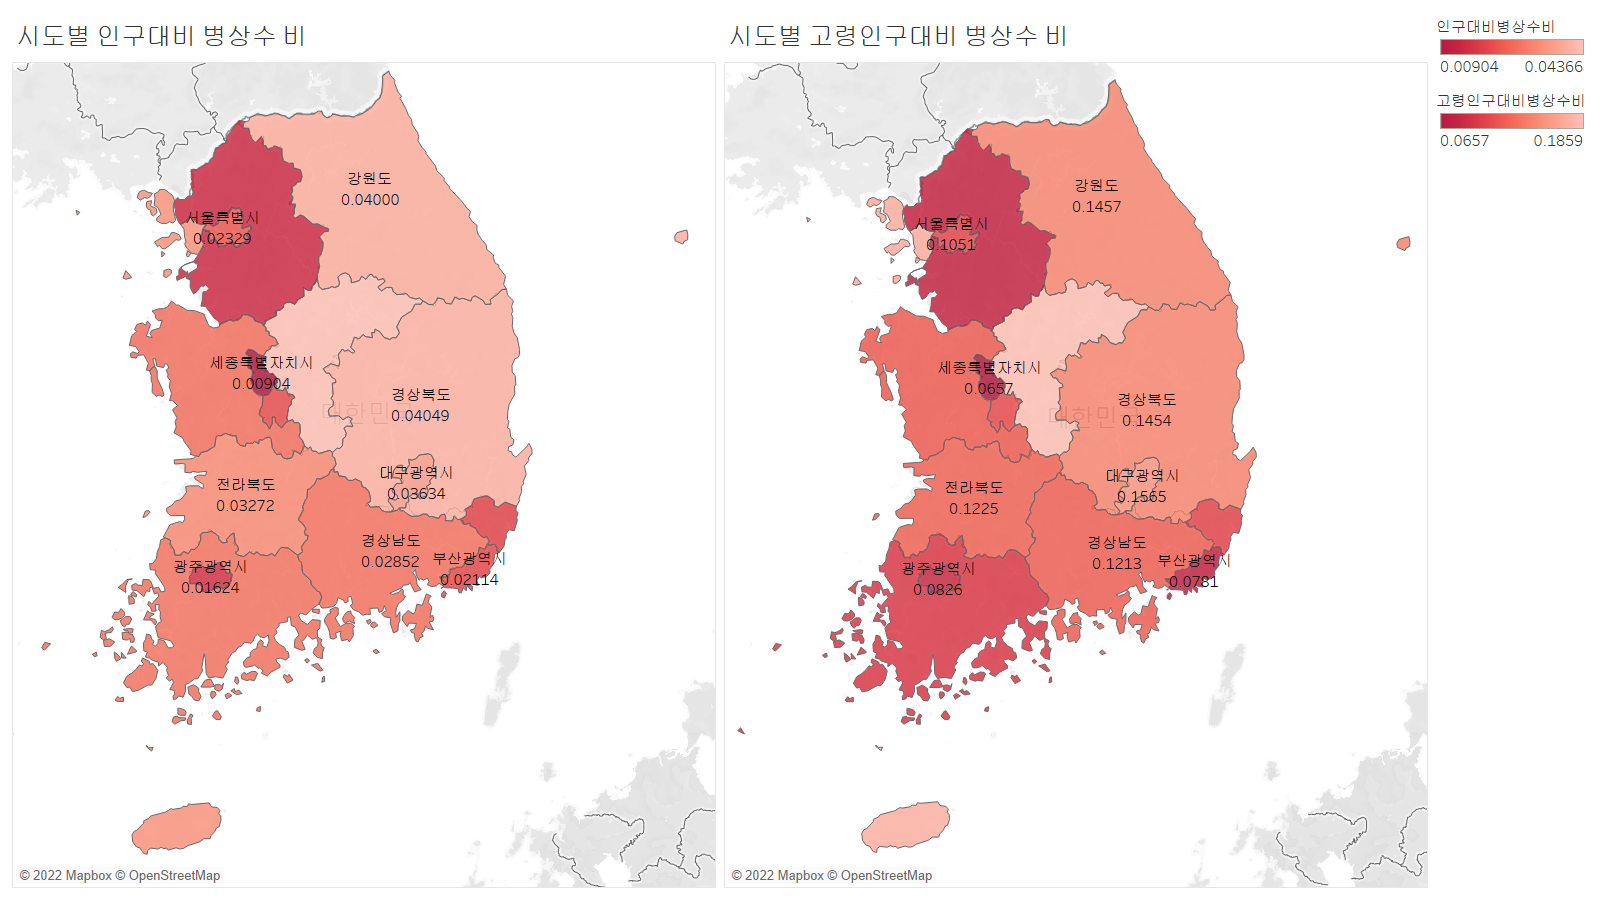 시도별 인구대비 병상수 비
강원도
0.04000
서울특별시
0.02329
세종특별자치시
0.00904
경상북도
0.04049
대한민국
대구광역시
0.03634
전라북도
0.03272
경상남도
0.02852
부산광역시
0.02114
광주광역시
0.01624
© 2022 Mapbox © OpenStreetMap
시도별 고령인구대비 병상수 비
강원도
0.1457
서울특별시
0.1051
세종특별자치시
0.0657
경상북도
0.1454
대한민국
대구광역시
0.1565
전라북도
0.1225
경상남도
0.1213
부산광역시
0.0781
광주광역시
0.0826
© 2022 Mapbox © OpenStreetMap
인구대비병상수비
0.00904 0.04366
고령인구대비병상수비
0.0657 0.1859